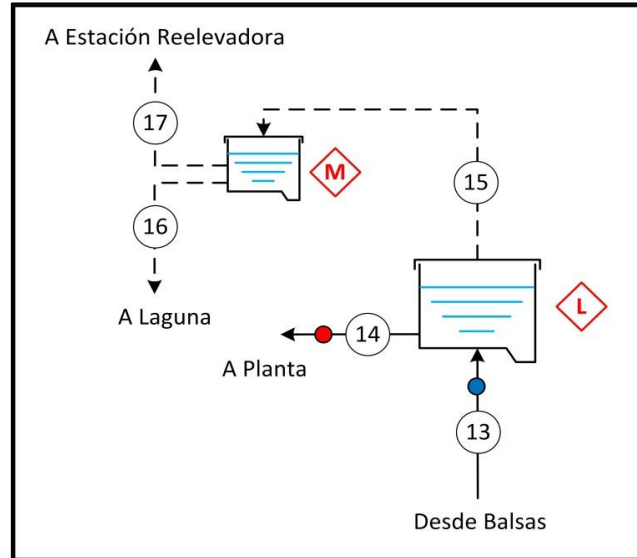 A Estación Reelevadora
17
M
15
16
A Laguna
L
14
A Planta
13
Desde Balsas